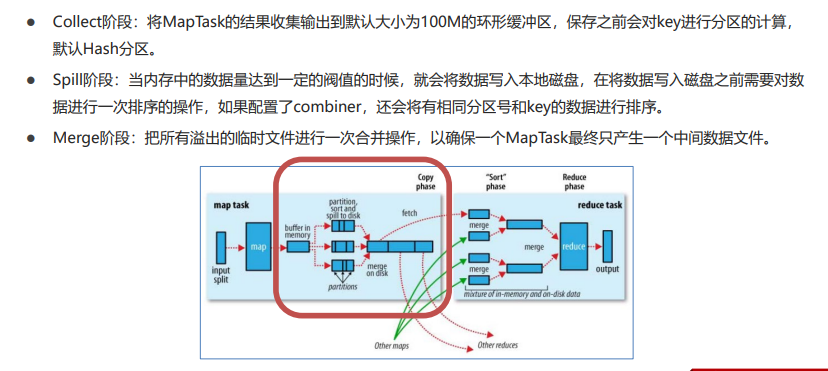 Collect阶段：将MapTask的结果收集输出到默认大小为100M的环形缓冲区，保存之前会对key进行分区的计算，
默认Hash分区。
Spill阶段：当内存中的数据量达到一定的阀值的时候，就会将数据写入本地磁盘，在将数据写入磁盘之前需要对数
据进行一次排序的操作，如果配置了combiner，还会将有相同分区号和key的数据进行排序。
Merge阶段：把所有溢出的临时文件进行一次合并操作，以确保一个MapTask最终只产生一个中间数据文件。
Copy
phase
"Sort"
phase
Reduce
phase
map task
partition,
sort and
spill to disk
fetch
reduce task
buffer in
memory
map
merge
merge
reduce
input
split
merge
on disk
merge
output
partitions
mixture of in-memory and on-disk data
Other maps
Other reduces